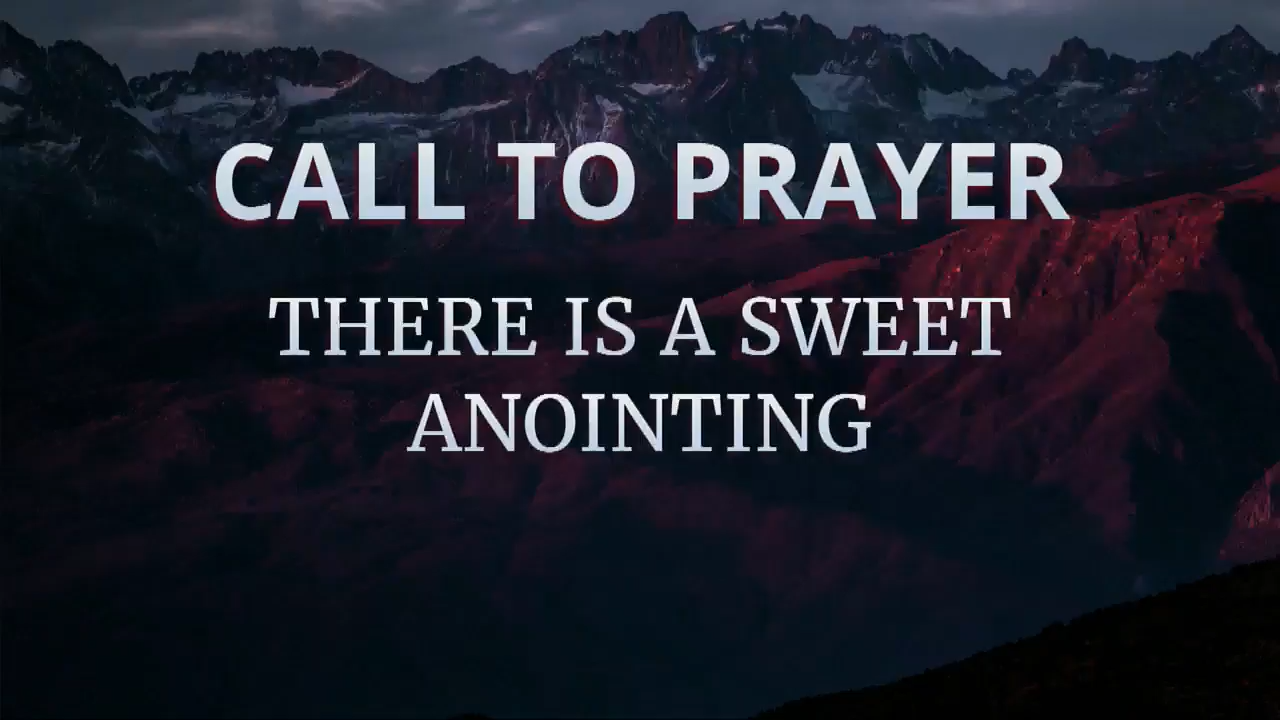 CALL TO PRAYER
THERE IS A SWEET
ANOINTING